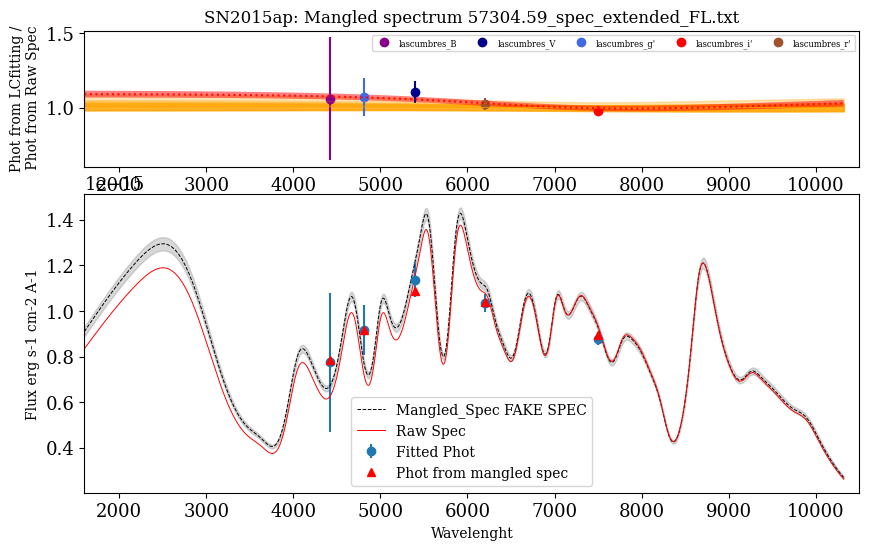 SN2015ap: Mangled spectrum 57304.59_spec_extended_FL.txt
Phot from LCfitting /
Phot from Raw Spec
1.5
1.0
lascumbres_B lascumbres_V lascumbres_g' lascumbres_i' lascumbres_r'
2000 3000 4000 5000 6000 7000 8000 9000 10000
1e−15
Flux erg s-1 cm-2 A-1
1.4
1.2
1.0
0.8
0.6
0.4
Mangled_Spec FAKE SPEC
Raw Spec
Fitted Phot
Phot from mangled spec
2000 3000 4000 5000 6000 7000 8000 9000 10000
Wavelenght